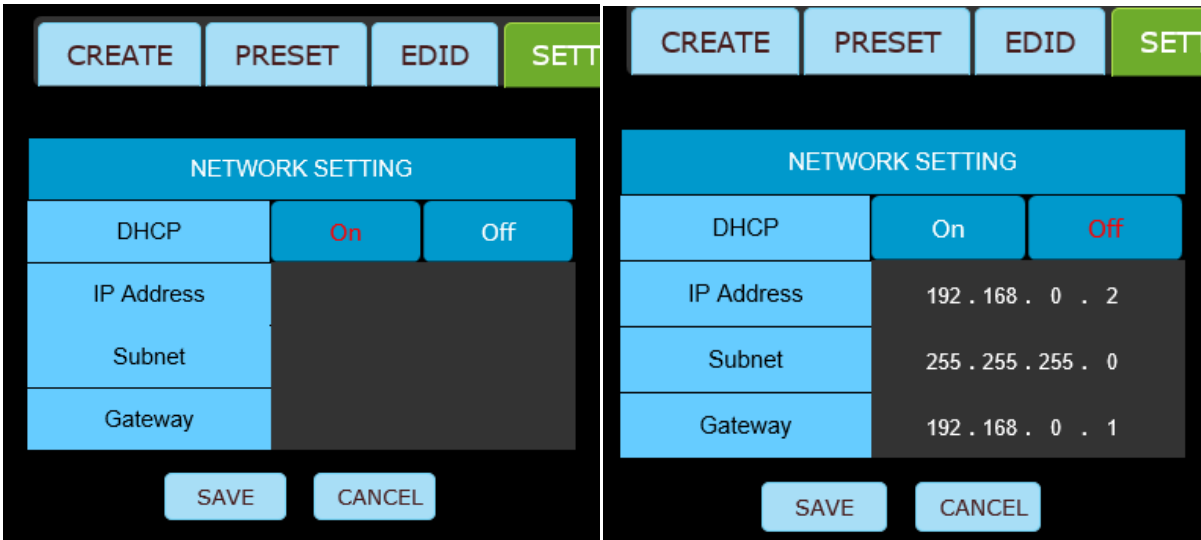 CREATE PRESET EDID SETT
NETWORK SETTING
DHCP On Off
IP Address
Subnet
Gateway
SAVE CANCEL
CREATE PRESET EDID SET
NETWORK SETTING
DHCP On Off
IP Address 192 . 168 . 0 . 2
Subnet 255 . 255 . 255 . 0
Gateway 192 . 168 . 0 . 1
SAVE CANCEL